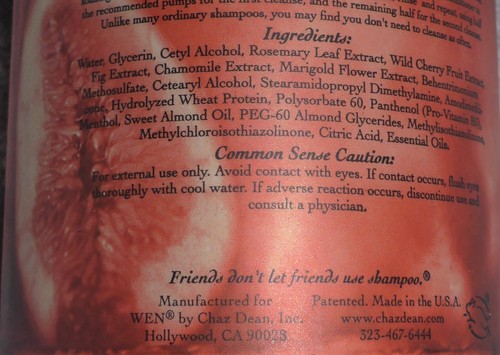 the recommended pumps for the first cleanse, and the remaining half for the second cleanse.
Unlike many ordinary shampoos, you may find you don't need to cleanse as often.
Ingredients:
Water, Glycerin, Cetyl Alcohol, Rosemary Leaf Extract, Wild Cherry Fruit Extract,
Fig Extract, Chamomile Extract, Marigold Flower Extract, Behentrimonium
Methosulfate, Cetearyl Alcohol, Stearamidopropyl Dimethylamine, Amodimethi-
cone, Hydrolyzed Wheat Protein, Polysorbate 60, Panthenol (Pro-Vitamin B5),
Menthol, Sweet Almond Oil, PEG-60 Almond Glycerides, Methylisothiazolinone,
Methylchloroisothiazolinone, Citric Acid, Essential Oils.
Common Sense Caution:
For external use only. Avoid contact with eyes. If contact occurs, flush eyes
thoroughly with cool water. If adverse reaction occurs, discontinue use and
consult a physician.
Friends don't let friends use shampoo.®
Manufactured for
WEN® by Chaz Dean, Inc.
Hollywood, CA 90028
Patented. Made in the U.S.A.
www.chazdean.com
323-467-6444